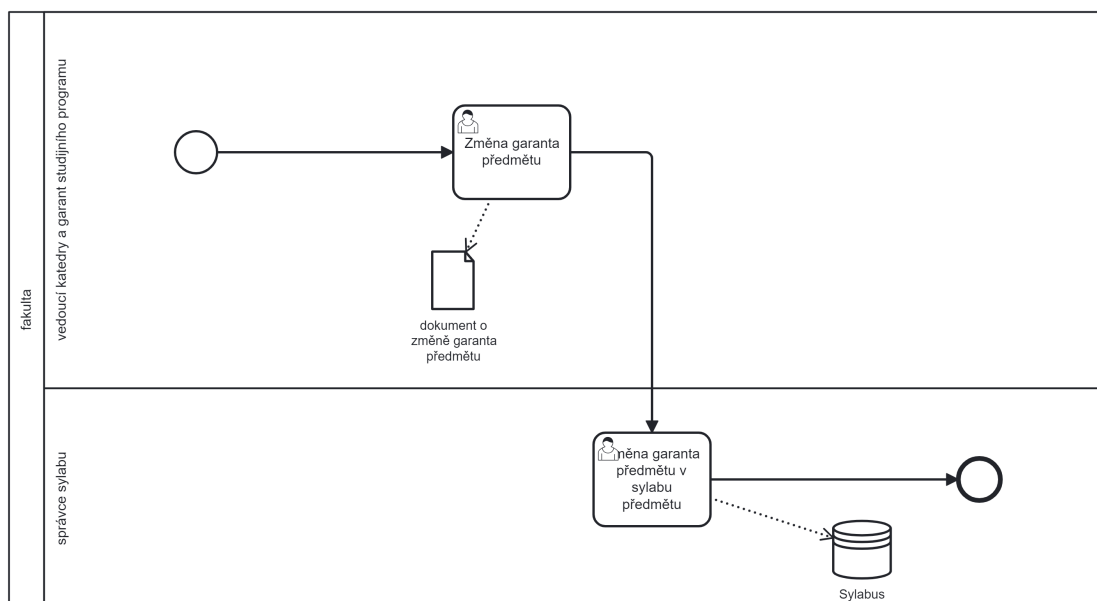 fakulta
vedoucí katedry a garant studijního programu
Změna garanta
předmětu
dokument o
změně garanta
předmětu
správce sylabu
měna garanta
předmětu v
sylabu
předmětu
Sylabus